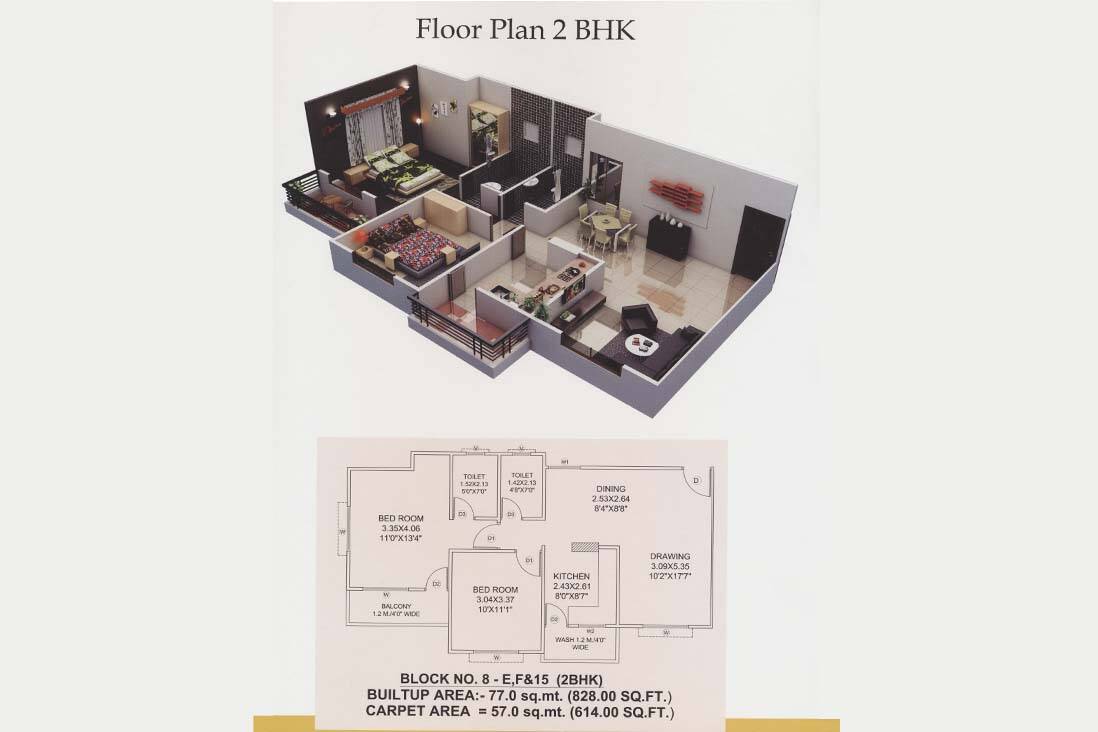 Floor Plan 2 BHK
W
W
TOILET
1.52X2.13
5'0"X7'0"
TOILET
1.42X2.13
4'8"X7'0"
W1
D
DINING
2.53X2.64
8'4"X8'8"
BED ROOM
3.35X4.06
11'0"X13'4"
D3
D3
W
D1
D1
DRAWING
3.09X5.35
10'2"X17'7"
D2
KITCHEN
2.43X2.61
8'0"X8'7"
BED ROOM
3.04X3.37
10'X11'1"
W
BALCONY
1.2 M./4'0" WIDE
D2
W2
W
WASH 1.2 M./4'0"
WIDE
W
BLOCK NO. 8 - E,F&15 (2BHK)
BUILTUP AREA:- 77.0 sq.mt. (828.00 SQ.FT.)
CARPET AREA = 57.0 sq.mt. (614.00 SQ.FT.)